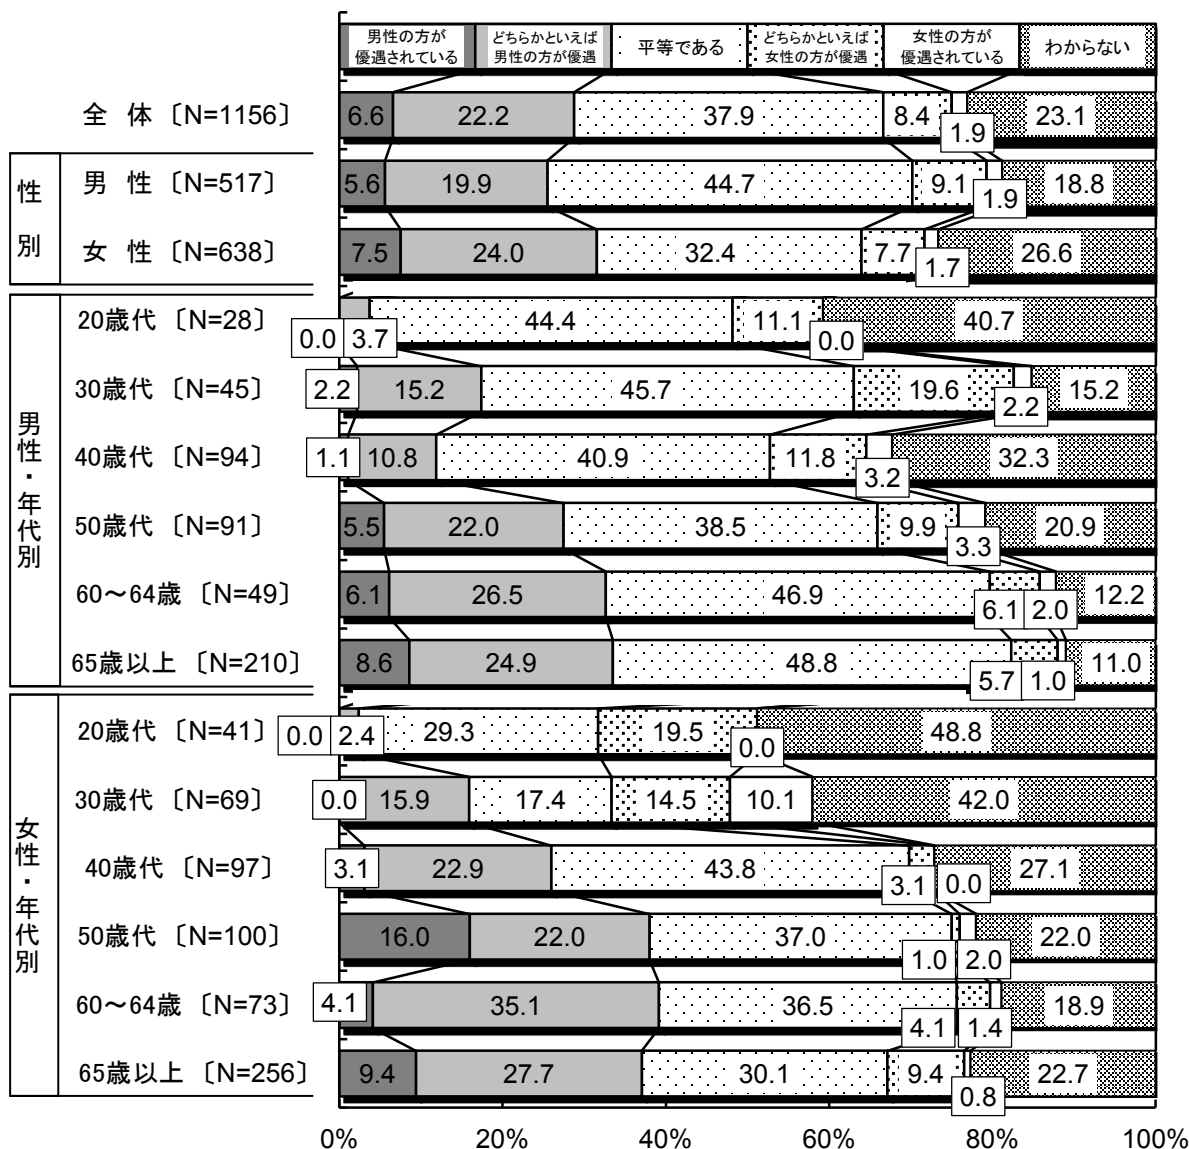 男性の方が
優遇されている
どちらかといえば
男性の方が優遇
平等である
どちらかといえば
女性の方が優遇
女性の方が
優遇されている
わからない
全 体 〔N=1156〕 6.6 22.2 37.9 8.4 1.9 23.1
性別
男 性 〔N=517〕 5.6 19.9 44.7 9.1 1.9 18.8
女 性 〔N=638〕 7.5 24.0 32.4 7.7 1.7 26.6
男性・年代別
20歳代 〔N=28〕 0.0 3.7 44.4 11.1 0.0 40.7
30歳代 〔N=45〕 2.2 15.2 45.7 19.6 2.2 15.2
40歳代 〔N=94〕 1.1 10.8 40.9 11.8 3.2 32.3
50歳代 〔N=91〕 5.5 22.0 38.5 9.9 3.3 20.9
60～64歳 〔N=49〕 6.1 26.5 46.9 6.1 2.0 12.2
65歳以上 〔N=210〕 8.6 24.9 48.8 5.7 1.0 11.0
女性・年代別
20歳代 〔N=41〕 0.0 2.4 29.3 19.5 0.0 48.8
30歳代 〔N=69〕 0.0 15.9 17.4 14.5 10.1 42.0
40歳代 〔N=97〕 3.1 22.9 43.8 3.1 0.0 27.1
50歳代 〔N=100〕 16.0 22.0 37.0 1.0 2.0 22.0
60～64歳 〔N=73〕 4.1 35.1 36.5 4.1 1.4 18.9
65歳以上 〔N=256〕 9.4 27.7 30.1 9.4 0.8 22.7
0% 20% 40% 60% 80% 100%